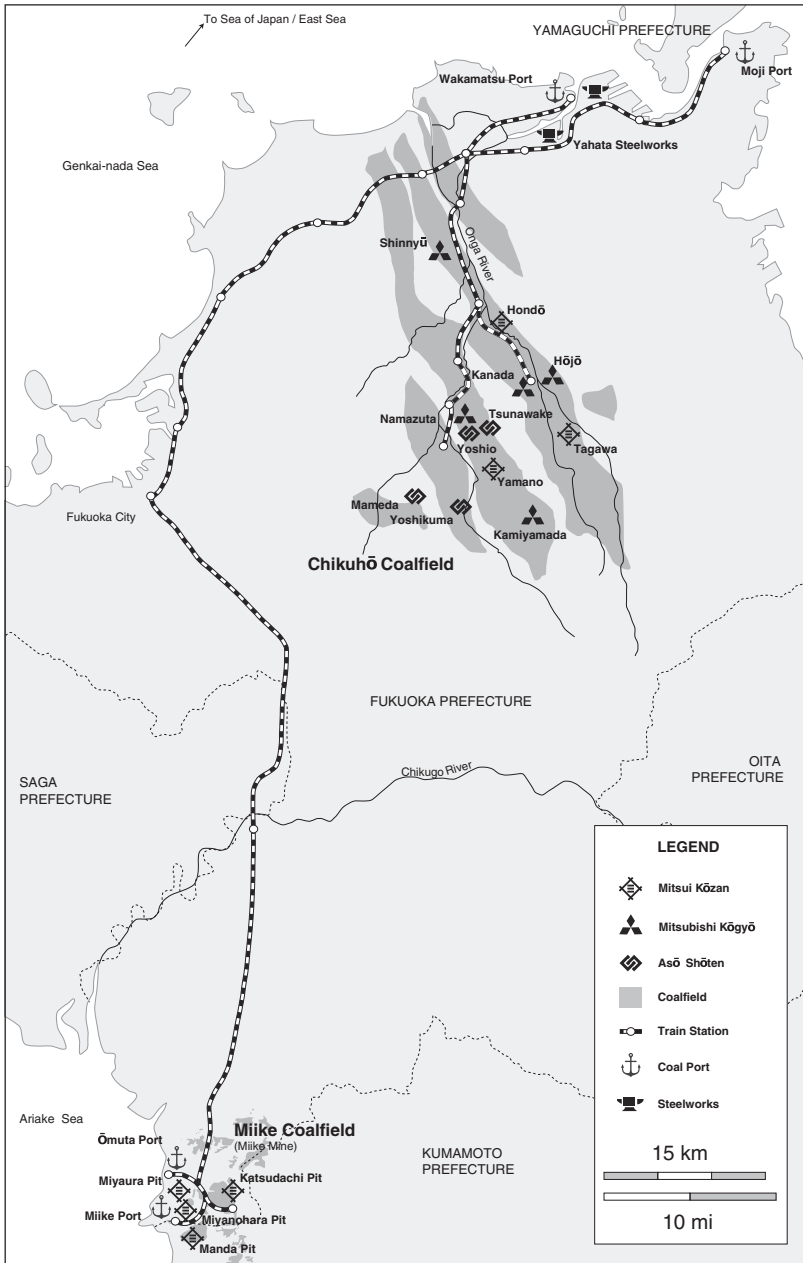 To Sea of Japan / East Sea
YAMAGUCHI PREFECTURE
Moji Port
Wakamatsu Port
Yahata Steelworks
Genkai-nada Sea
Shinnyū
Onga River
Hondō
Hōjō
Kanada
Namazuta
Tsunawake
Yoshio
Tagawa
Yamano
Mameda
Yoshikuma
Kamiyamada
Fukuoka City
Chikuhō Coalfield
FUKUOKA PREFECTURE
Chikugo River
SAGA
PREFECTURE
OITA
PREFECTURE
LEGEND
Mitsui Kōzan
Mitsubishi Kōgyō
Asō Shōten
Coalfield
Train Station
Coal Port
Steelworks
15 km
10 mi
Ariake Sea
Miike Coalfield
(Miike Mine)
Ōmuta Port
Miyaura Pit
Katsudachi Pit
Miike Port
Miyanohara Pit
Manda Pit
KUMAMOTO
PREFECTURE